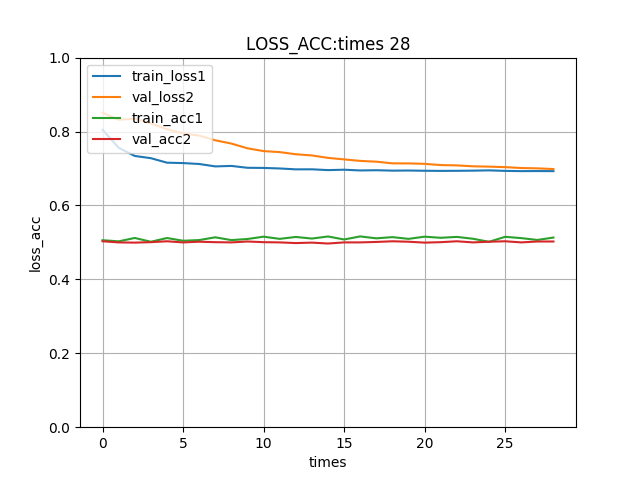 LOSS_ACC:times 28
1.0
0.8
0.6
0.4
0.2
0.0
loss_acc
train_loss1
val_loss2
train_acc1
val_acc2
0 5 10 15 20 25
times